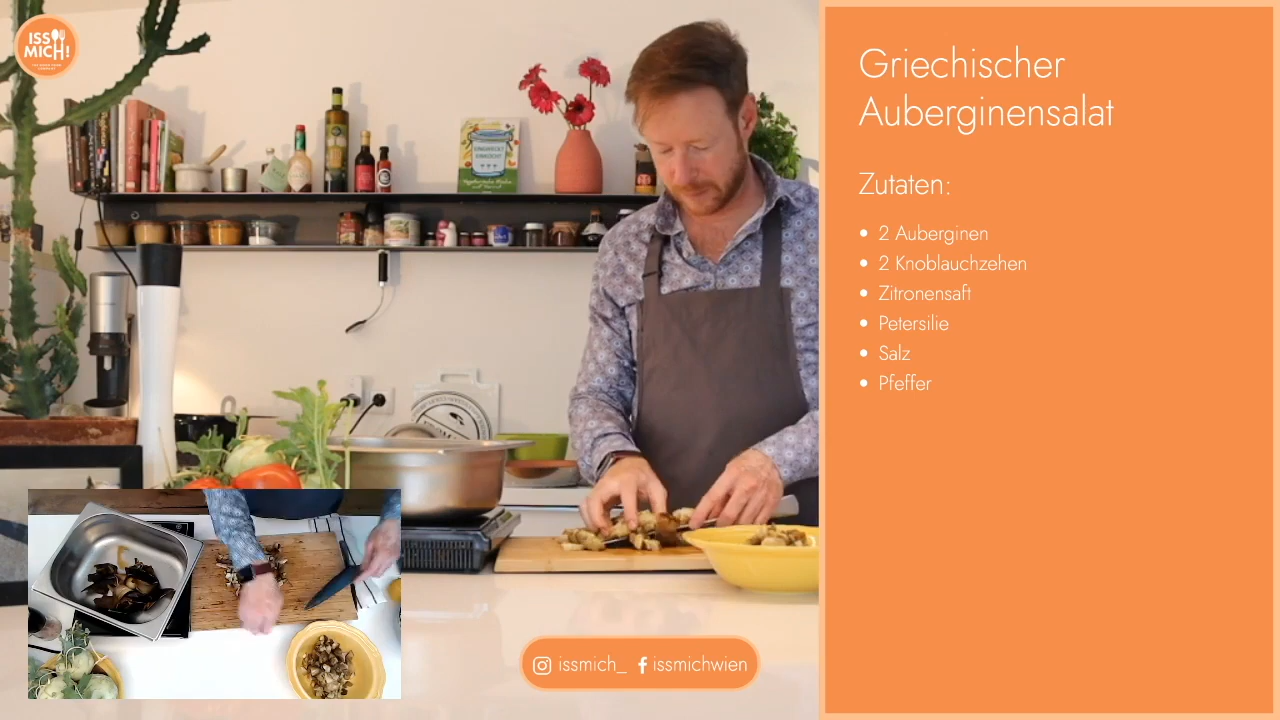 ISS
MICH!
Griechischer
Auberginensalat
Zutaten:
• 2 Auberginen
• 2 Knoblauchzehen
• Zitronensaft
• Petersilie
• Salz
• Pfeffer
issmich_ issmichwien